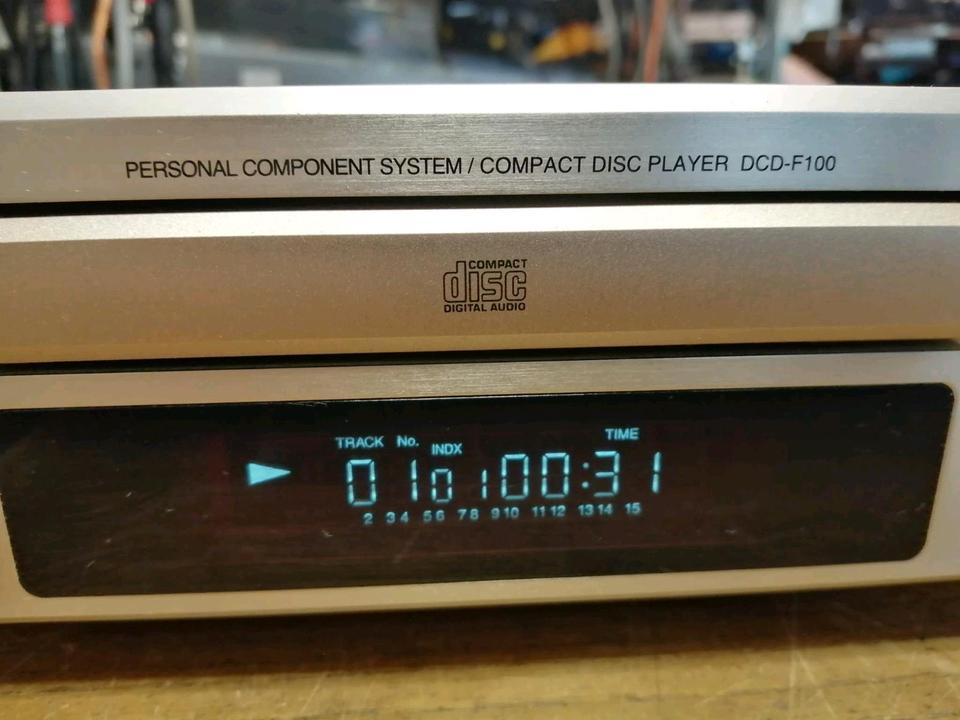 PERSONAL COMPONENT SYSTEM / COMPACT DISC PLAYER DCD-F100
COMPACT
disc
DIGITAL AUDIO
TRACK No. INDX TIME
01 01 00:31
2 3 4 5 6 7 8 9 10 11 12 13 14 15